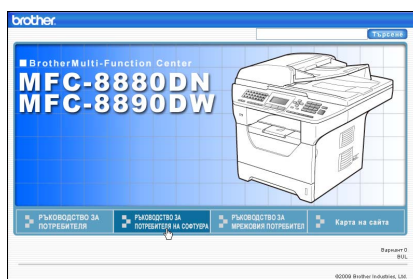 brother.
Търсене
BrotherMulti-Function Center
MFC-8880DN
MFC-8890DW
РЪКОВОДСТВО ЗА
ПОТРЕБИТЕЛЯ
РЪКОВОДСТВО ЗА
ПОТРЕБИТЕЛЯ НА СОФТУЕРА
РЪКОВОДСТВО ЗА
МРЕЖОВИЯ ПОТРЕБИТЕЛ
Карта на сайта
Вариант 0
BUL
©2008 Brother Industries, Ltd.